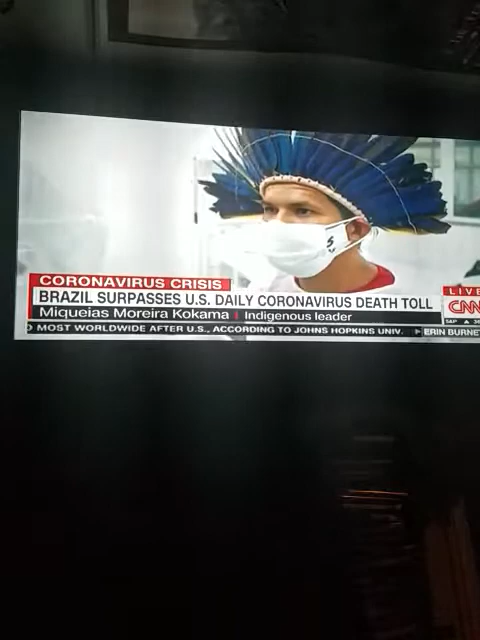 CORONAVIRUS CRISIS
BRAZIL SURPASSES U.S. DAILY CORONAVIRUS DEATH TOLL
Miqueias Moreira Kokama | Indigenous leader
MOST WORLDWIDE AFTER U.S., ACCORDING TO JOHNS HOPKINS UNIV.
LIVE
CNN
S&P
ERIN BURNE